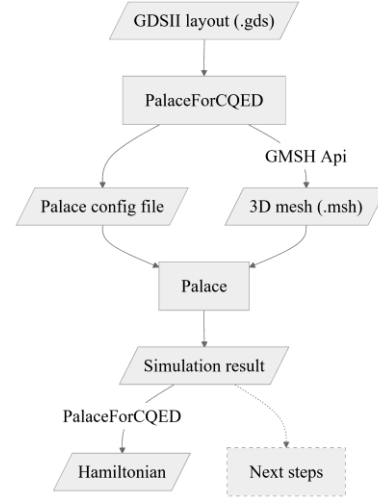 GDSII layout (.gds)
PalaceForCQED
GMSH Api
Palace config file
3D mesh (.msh)
Palace
Simulation result
PalaceForCQED
Hamiltonian
Next steps